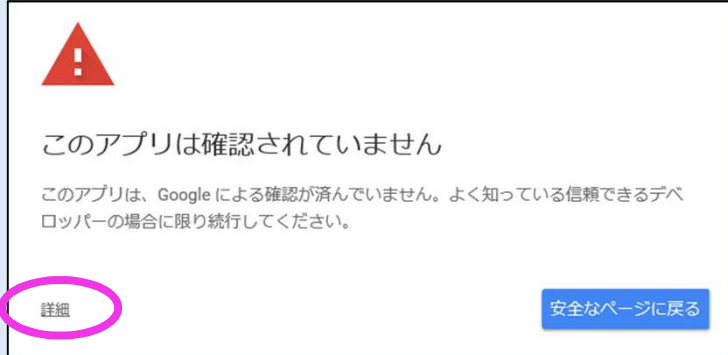 このアプリは確認されていません
このアプリは、Google による確認が済んでいません。よく知っている信頼できるデベ
ロッパーの場合に限り続行してください。
詳細
安全なページに戻る